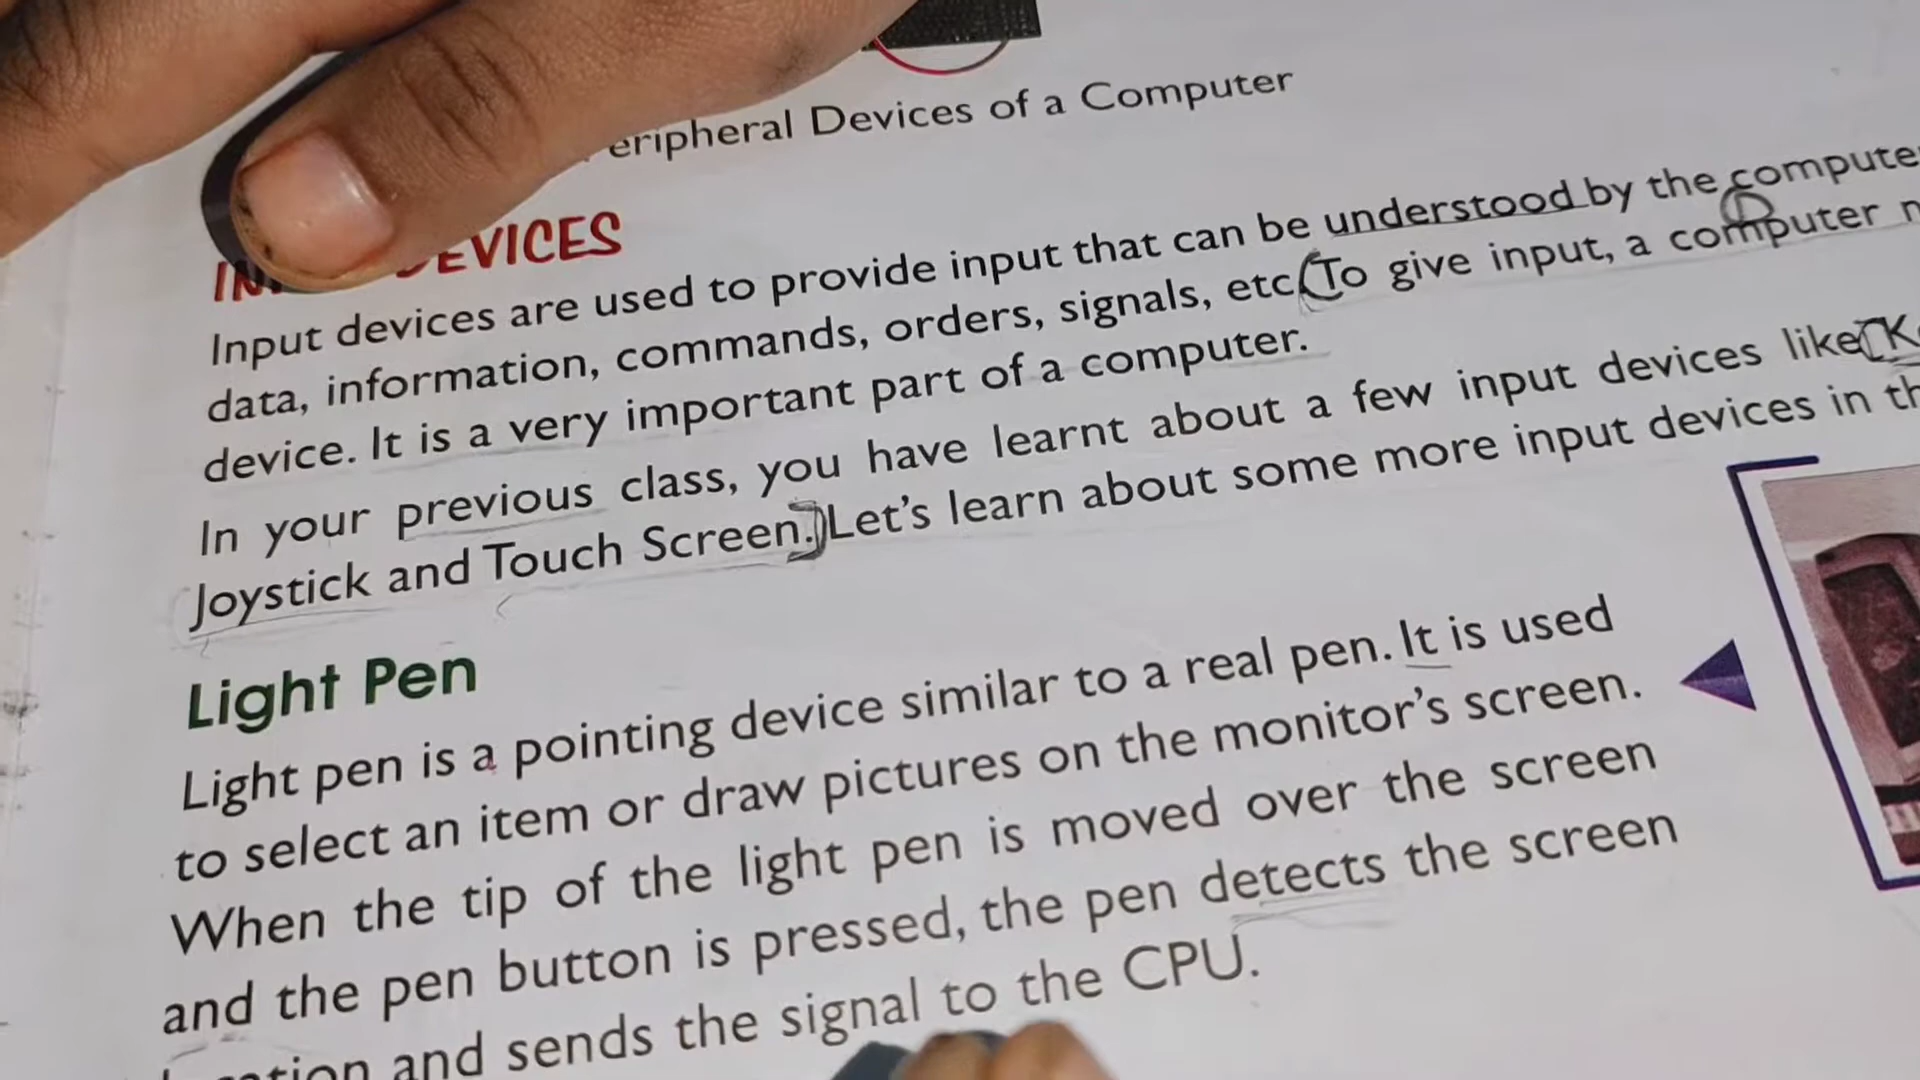 eripheral Devices of a Computer
DEVICES
Input devices are used to provide input that can be understood by the compute
data, information, commands, orders, signals, etc. To give input, a computer
device. It is a very important part of a computer.
In your previous class, you have learnt about a few input devices like
Joystick and Touch Screen. Let's learn about some more input devices in
Light Pen
Light pen is a pointing device similar to a real pen. It is used
to select an item or draw pictures on the monitor's screen.
When the tip of the light pen is moved over the screen
and the pen button is pressed, the pen detects the screen
and sends the signal to the CPU.